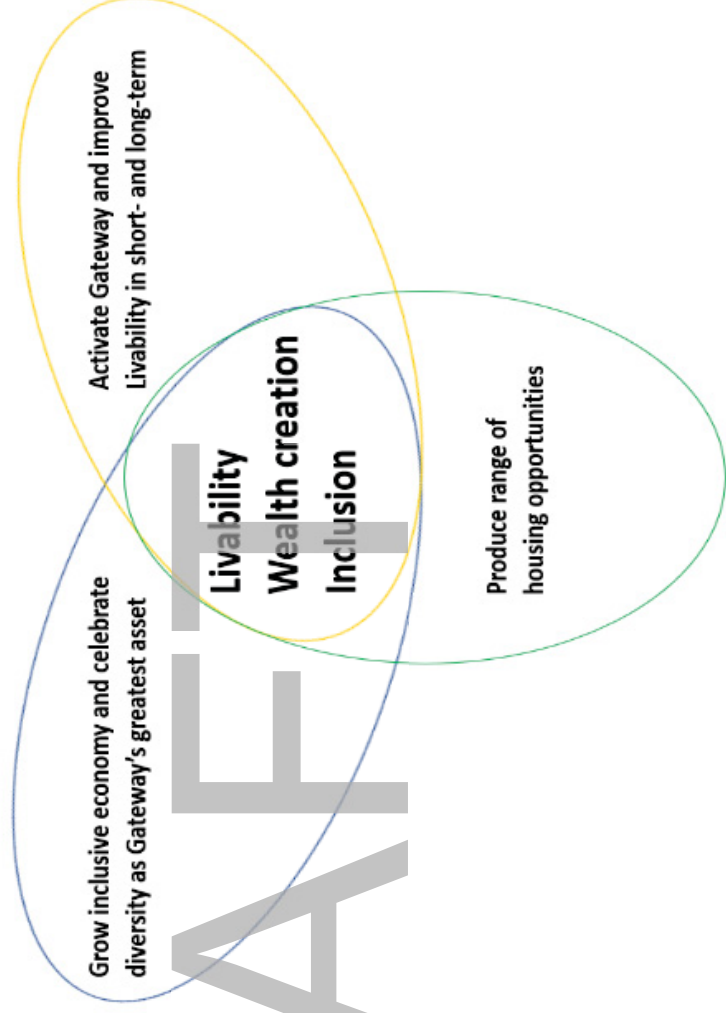 Grow inclusive economy and celebrate
diversity as Gateway's greatest asset
Activate Gateway and improve
Livability in short- and long-term
Livability
Wealth creation
Inclusion
Produce range of
housing opportunities
AFT